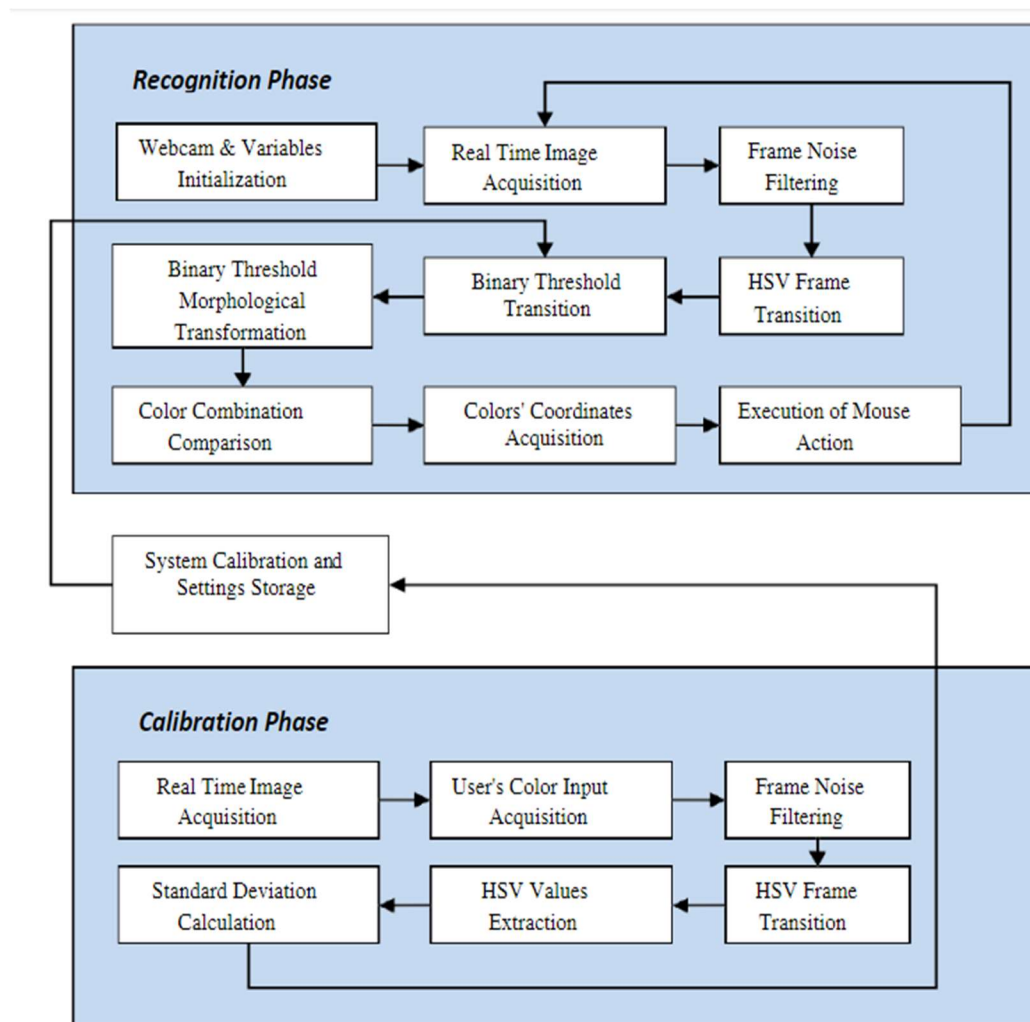 Recognition Phase
Webcam & Variables
Initialization
Real Time Image
Acquisition
Frame Noise
Filtering
Binary Threshold
Morphological
Transformation
Binary Threshold
Transition
HSV Frame
Transition
Color Combination
Comparison
Colors' Coordinates
Acquisition
Execution of Mouse
Action
System Calibration and
Settings Storage
Calibration Phase
Real Time Image
Acquisition
User's Color Input
Acquisition
Frame Noise
Filtering
Standard Deviation
Calculation
HSV Values
Extraction
HSV Frame
Transition